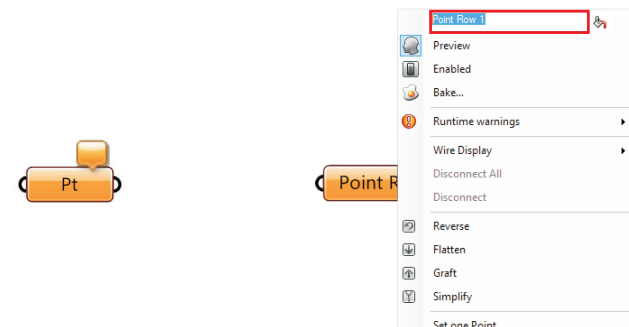 Pt
Point R
Point Row 1
Preview
Enabled
Bake...
Runtime warnings
Wire Display
Disconnect All
Disconnect
Reverse
Flatten
Graft
Simplify
Set one Point